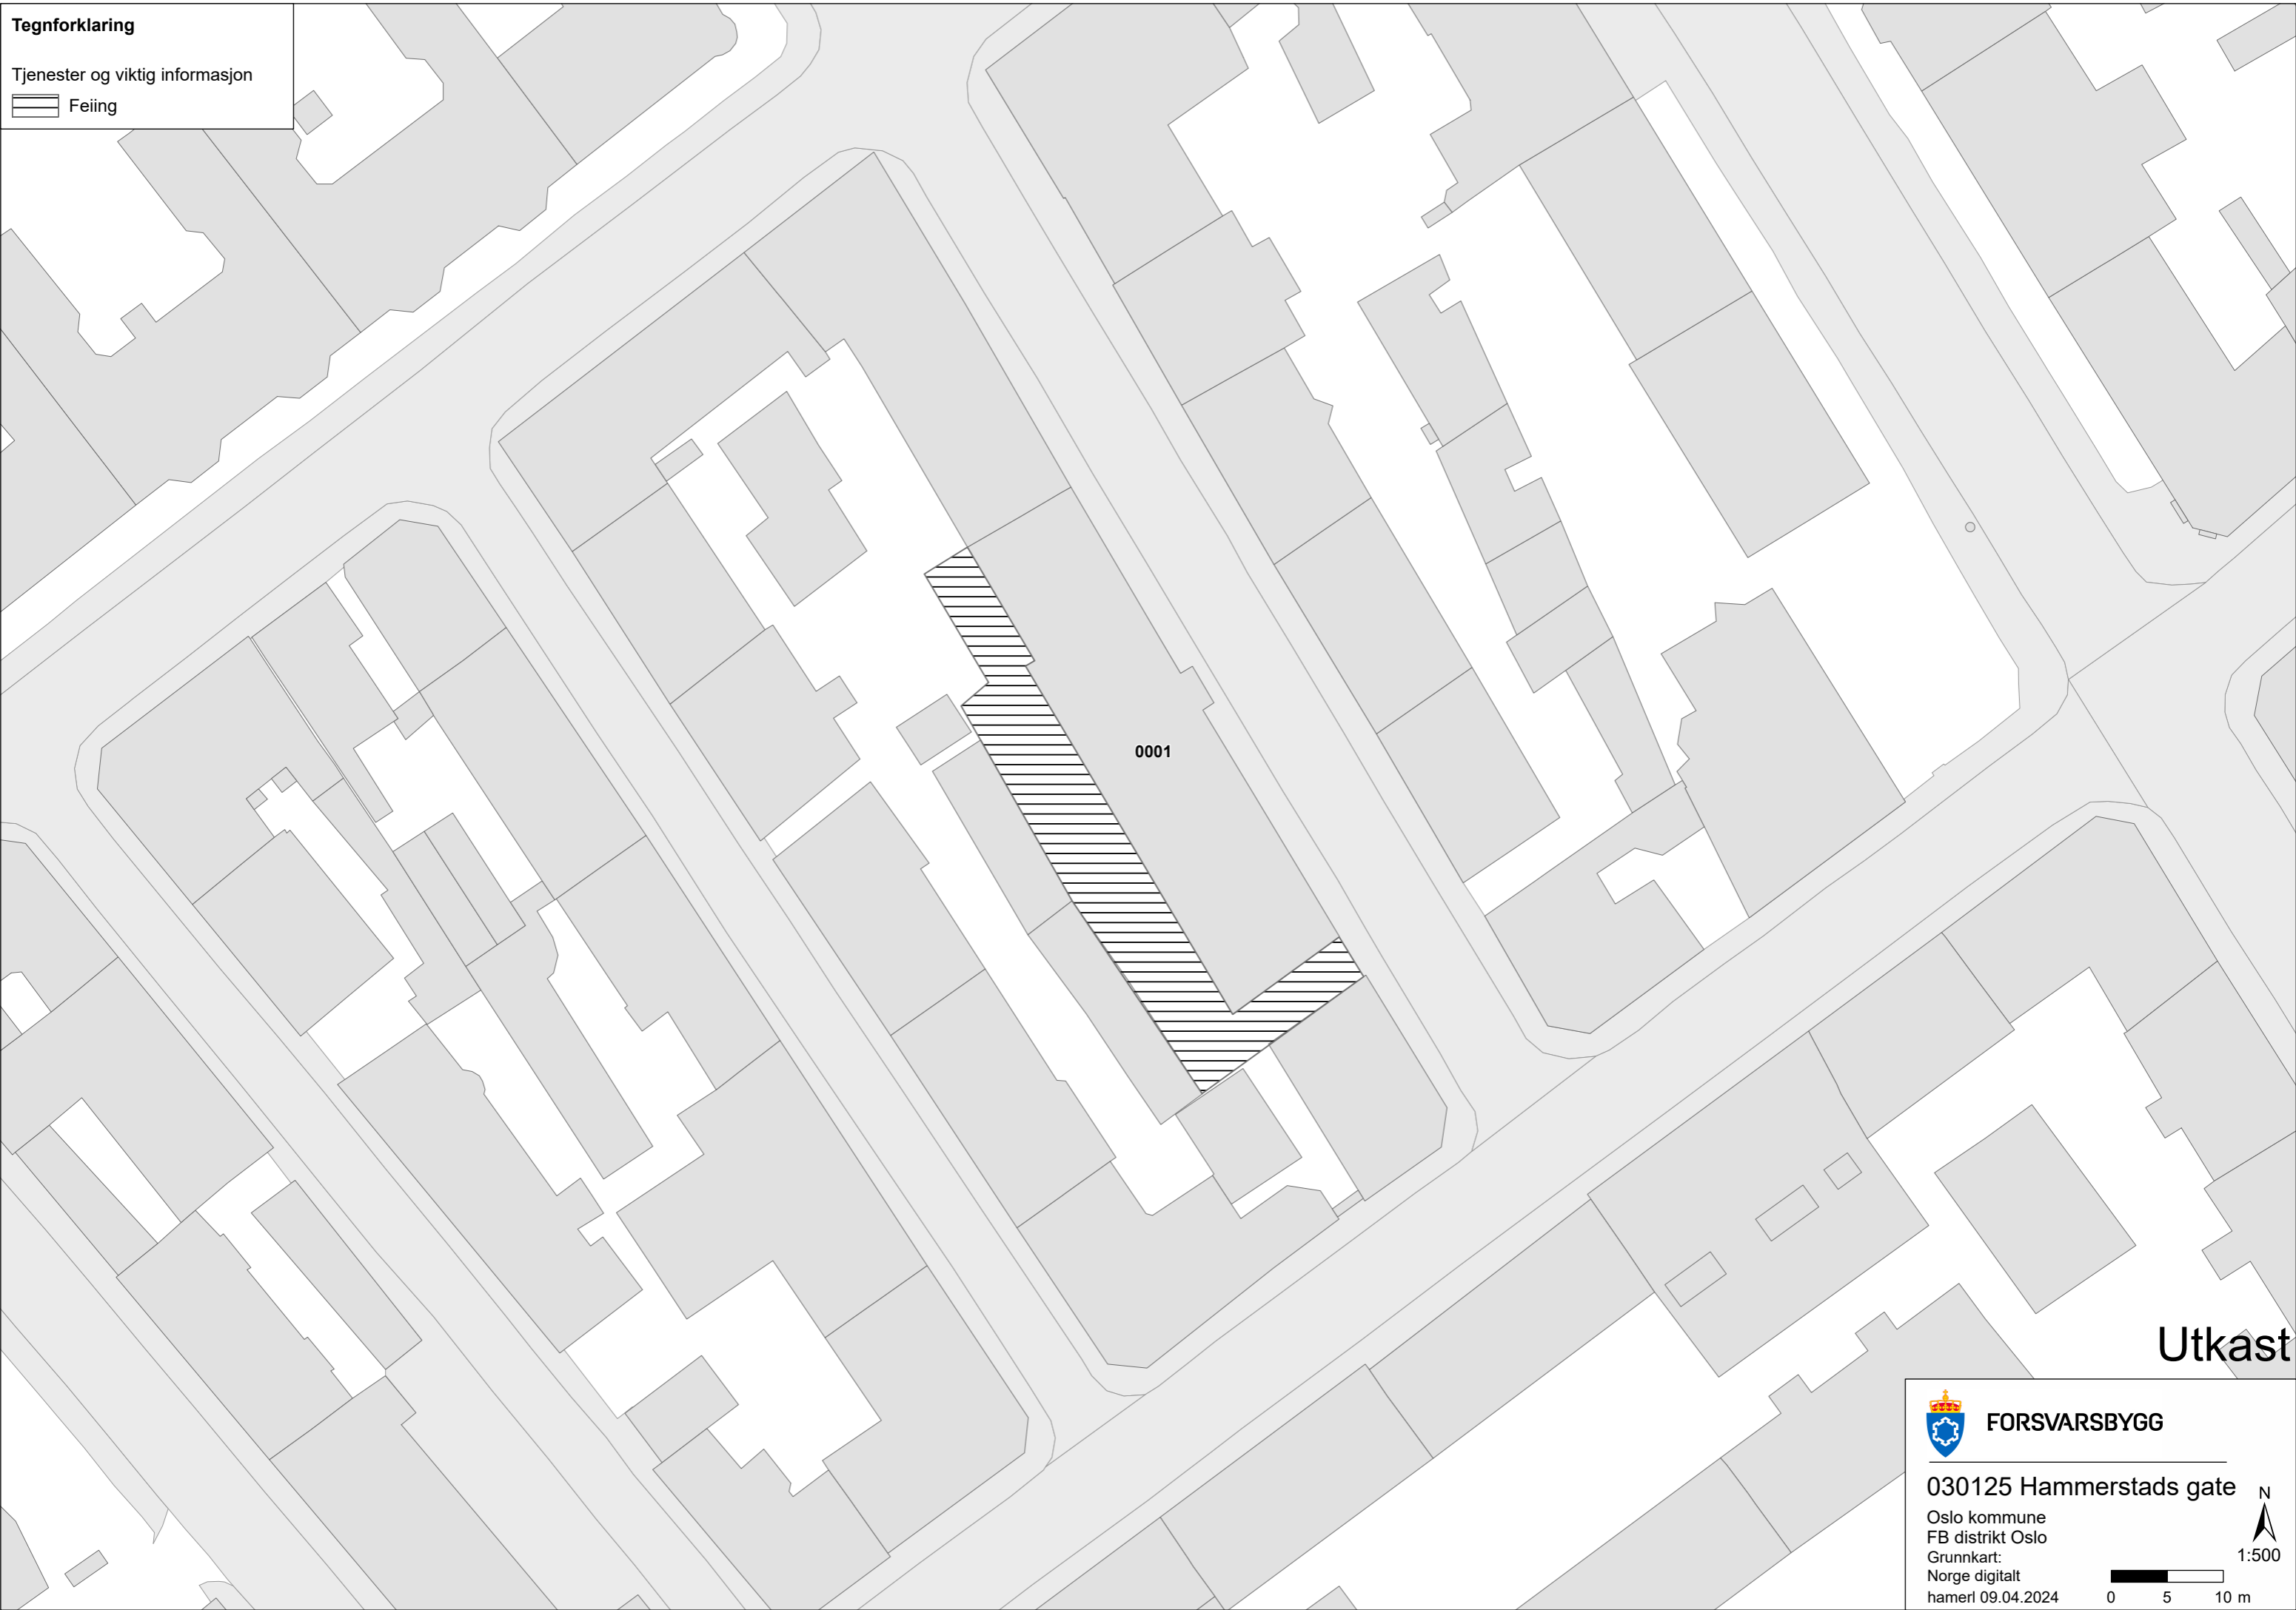 Tegnforklaring
Tjenester og viktig informasjon
Feiing
0001
Utkast
FORSVARSBYGG
030125 Hammerstads gate
N
Oslo kommune
FB distrikt Oslo
Grunnkart:
1:500
Norge digitalt
hamerl 09.04.2024
0 5 10 m